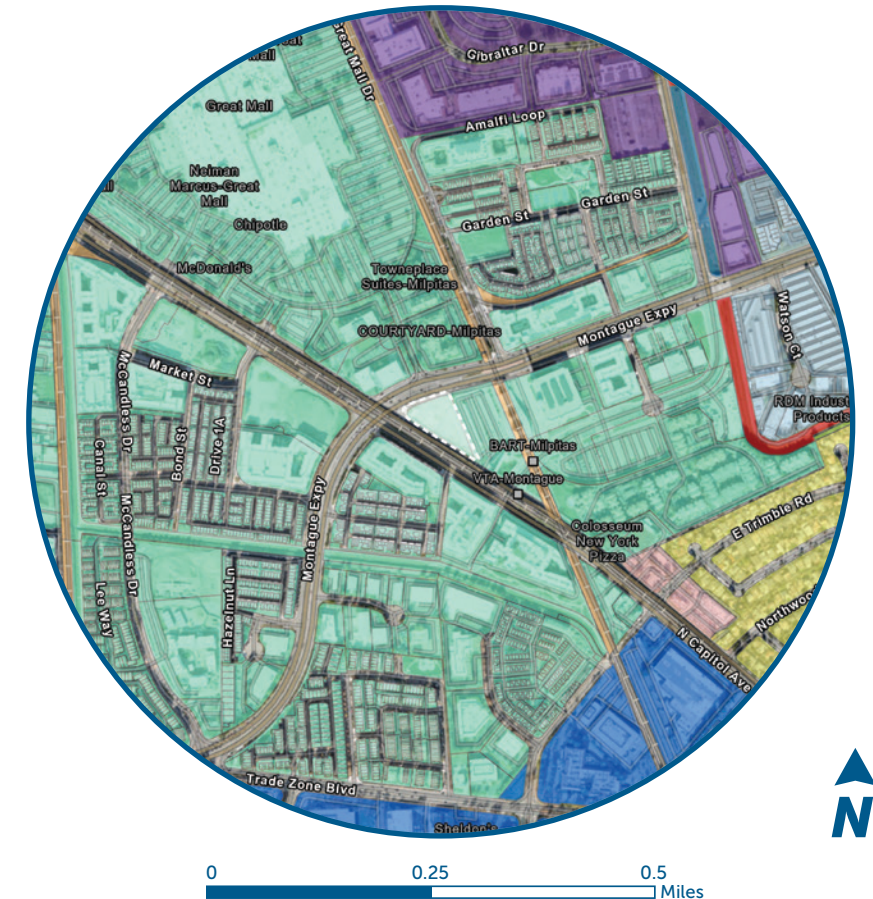 Great Mall Dr
Gibraltar Dr
Mall
Great Mall
Amalfi Loop
Neiman
Marcus-Great
Mall
Garden St
Garden St
Chipotle
McDonald's
Towneplace
Suites-Milpitas
COURTYARD-Milpitas
Montague Expy
Watson Ct
Market St
McCandless Dr
RDM Indust
Products
Bond St
Drive 1A
Canal St
BART-Milpitas
VTA-Montague
Montague Expy
McCandless Dr
E Trimble Rd
Colosseum
New York
Pizza
Lee Way
Hazelnut Ln
Northwoo
N Capitol Ave
Trade Zone Blvd
Sheldon's
N
0 0.25 0.5
Miles